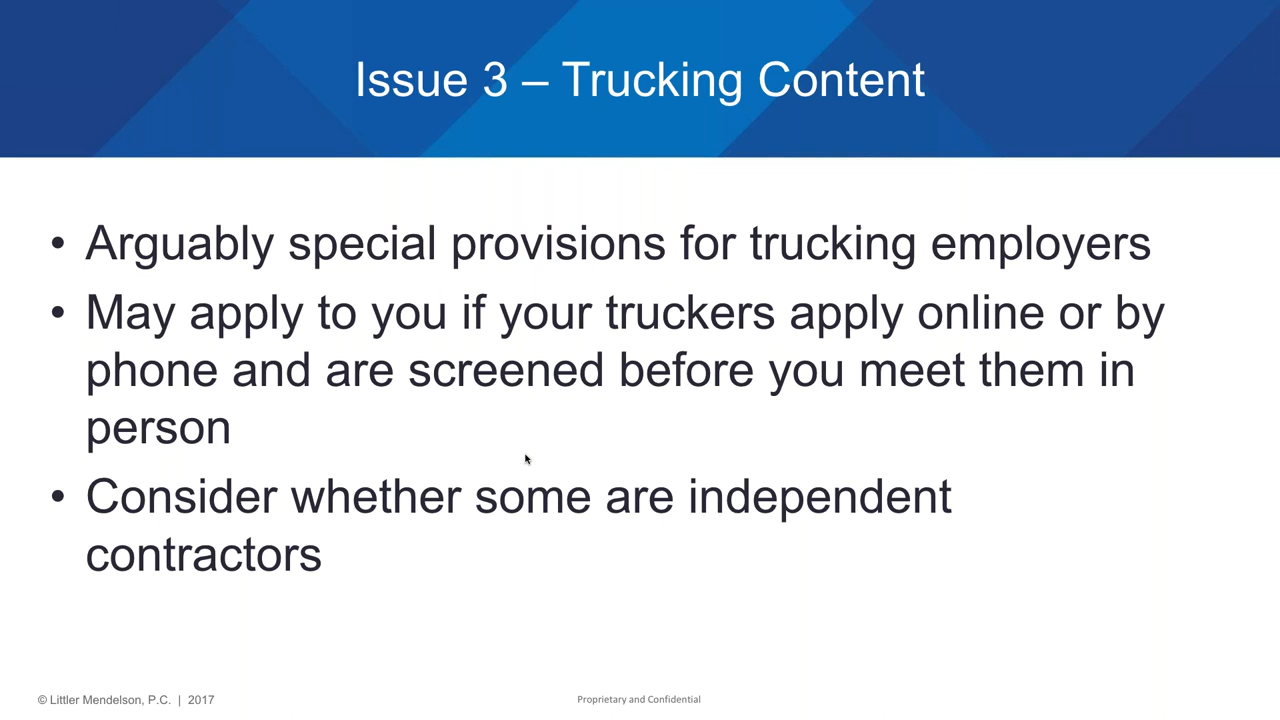 Issue 3 – Trucking Content
• Arguably special provisions for trucking employers
• May apply to you if your truckers apply online or by
phone and are screened before you meet them in
person
• Consider whether some are independent
contractors
© Littler Mendelson, P.C. | 2017
Proprietary and Confidential